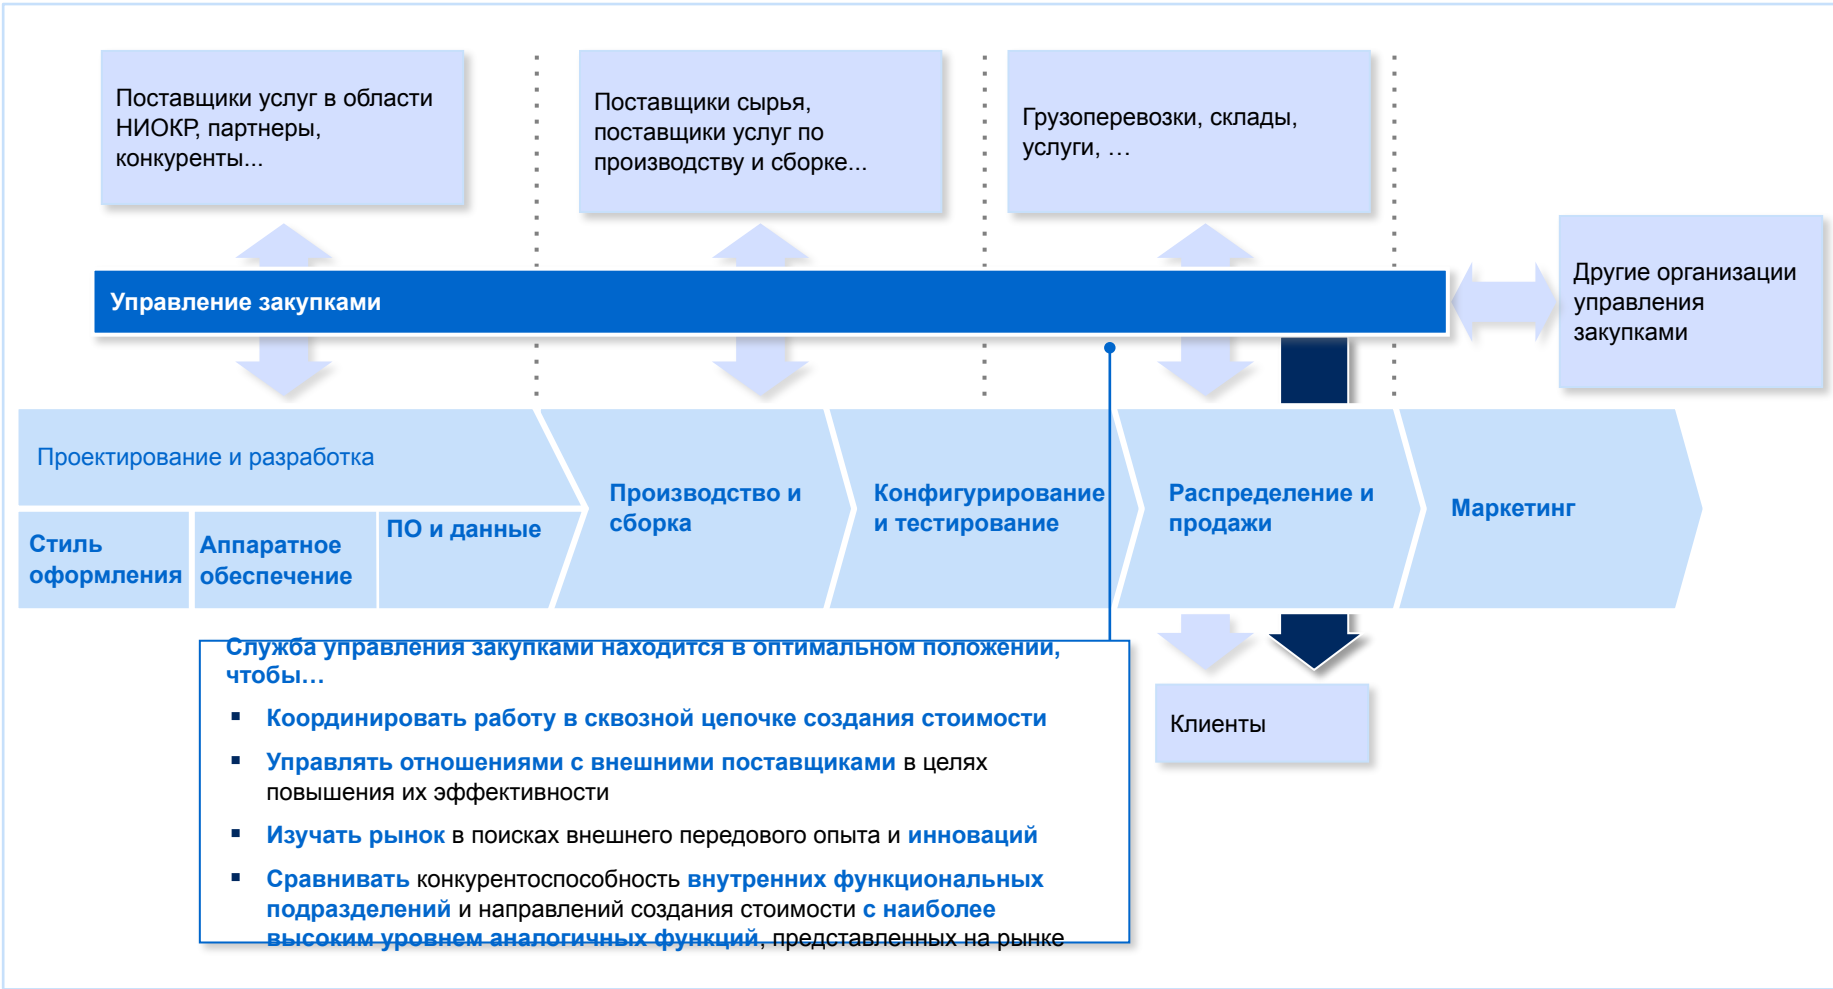 Поставщики услуг в области
НИОКР, партнеры,
конкуренты...
Поставщики сырья,
поставщики услуг по
производству и сборке...
Грузоперевозки, склады,
услуги, …
Другие организации
управления
закупками
Управление закупками
Проектирование и разработка
Стиль
оформления
Аппаратное
обеспечение
ПО и данные
Производство и
сборка
Конфигурирование
и тестирование
Распределение и
продажи
Маркетинг
Служба управления закупками находится в оптимальном положении,
чтобы…
▪ Координировать работу в сквозной цепочке создания стоимости
▪ Управлять отношениями с внешними поставщиками в целях
повышения их эффективности
▪ Изучать рынок в поисках внешнего передового опыта и инноваций
▪ Сравнивать конкурентоспособность внутренних функциональных
подразделений и направлений создания стоимости с наиболее
высоким уровнем аналогичных функций, представленных на рынке
Клиенты